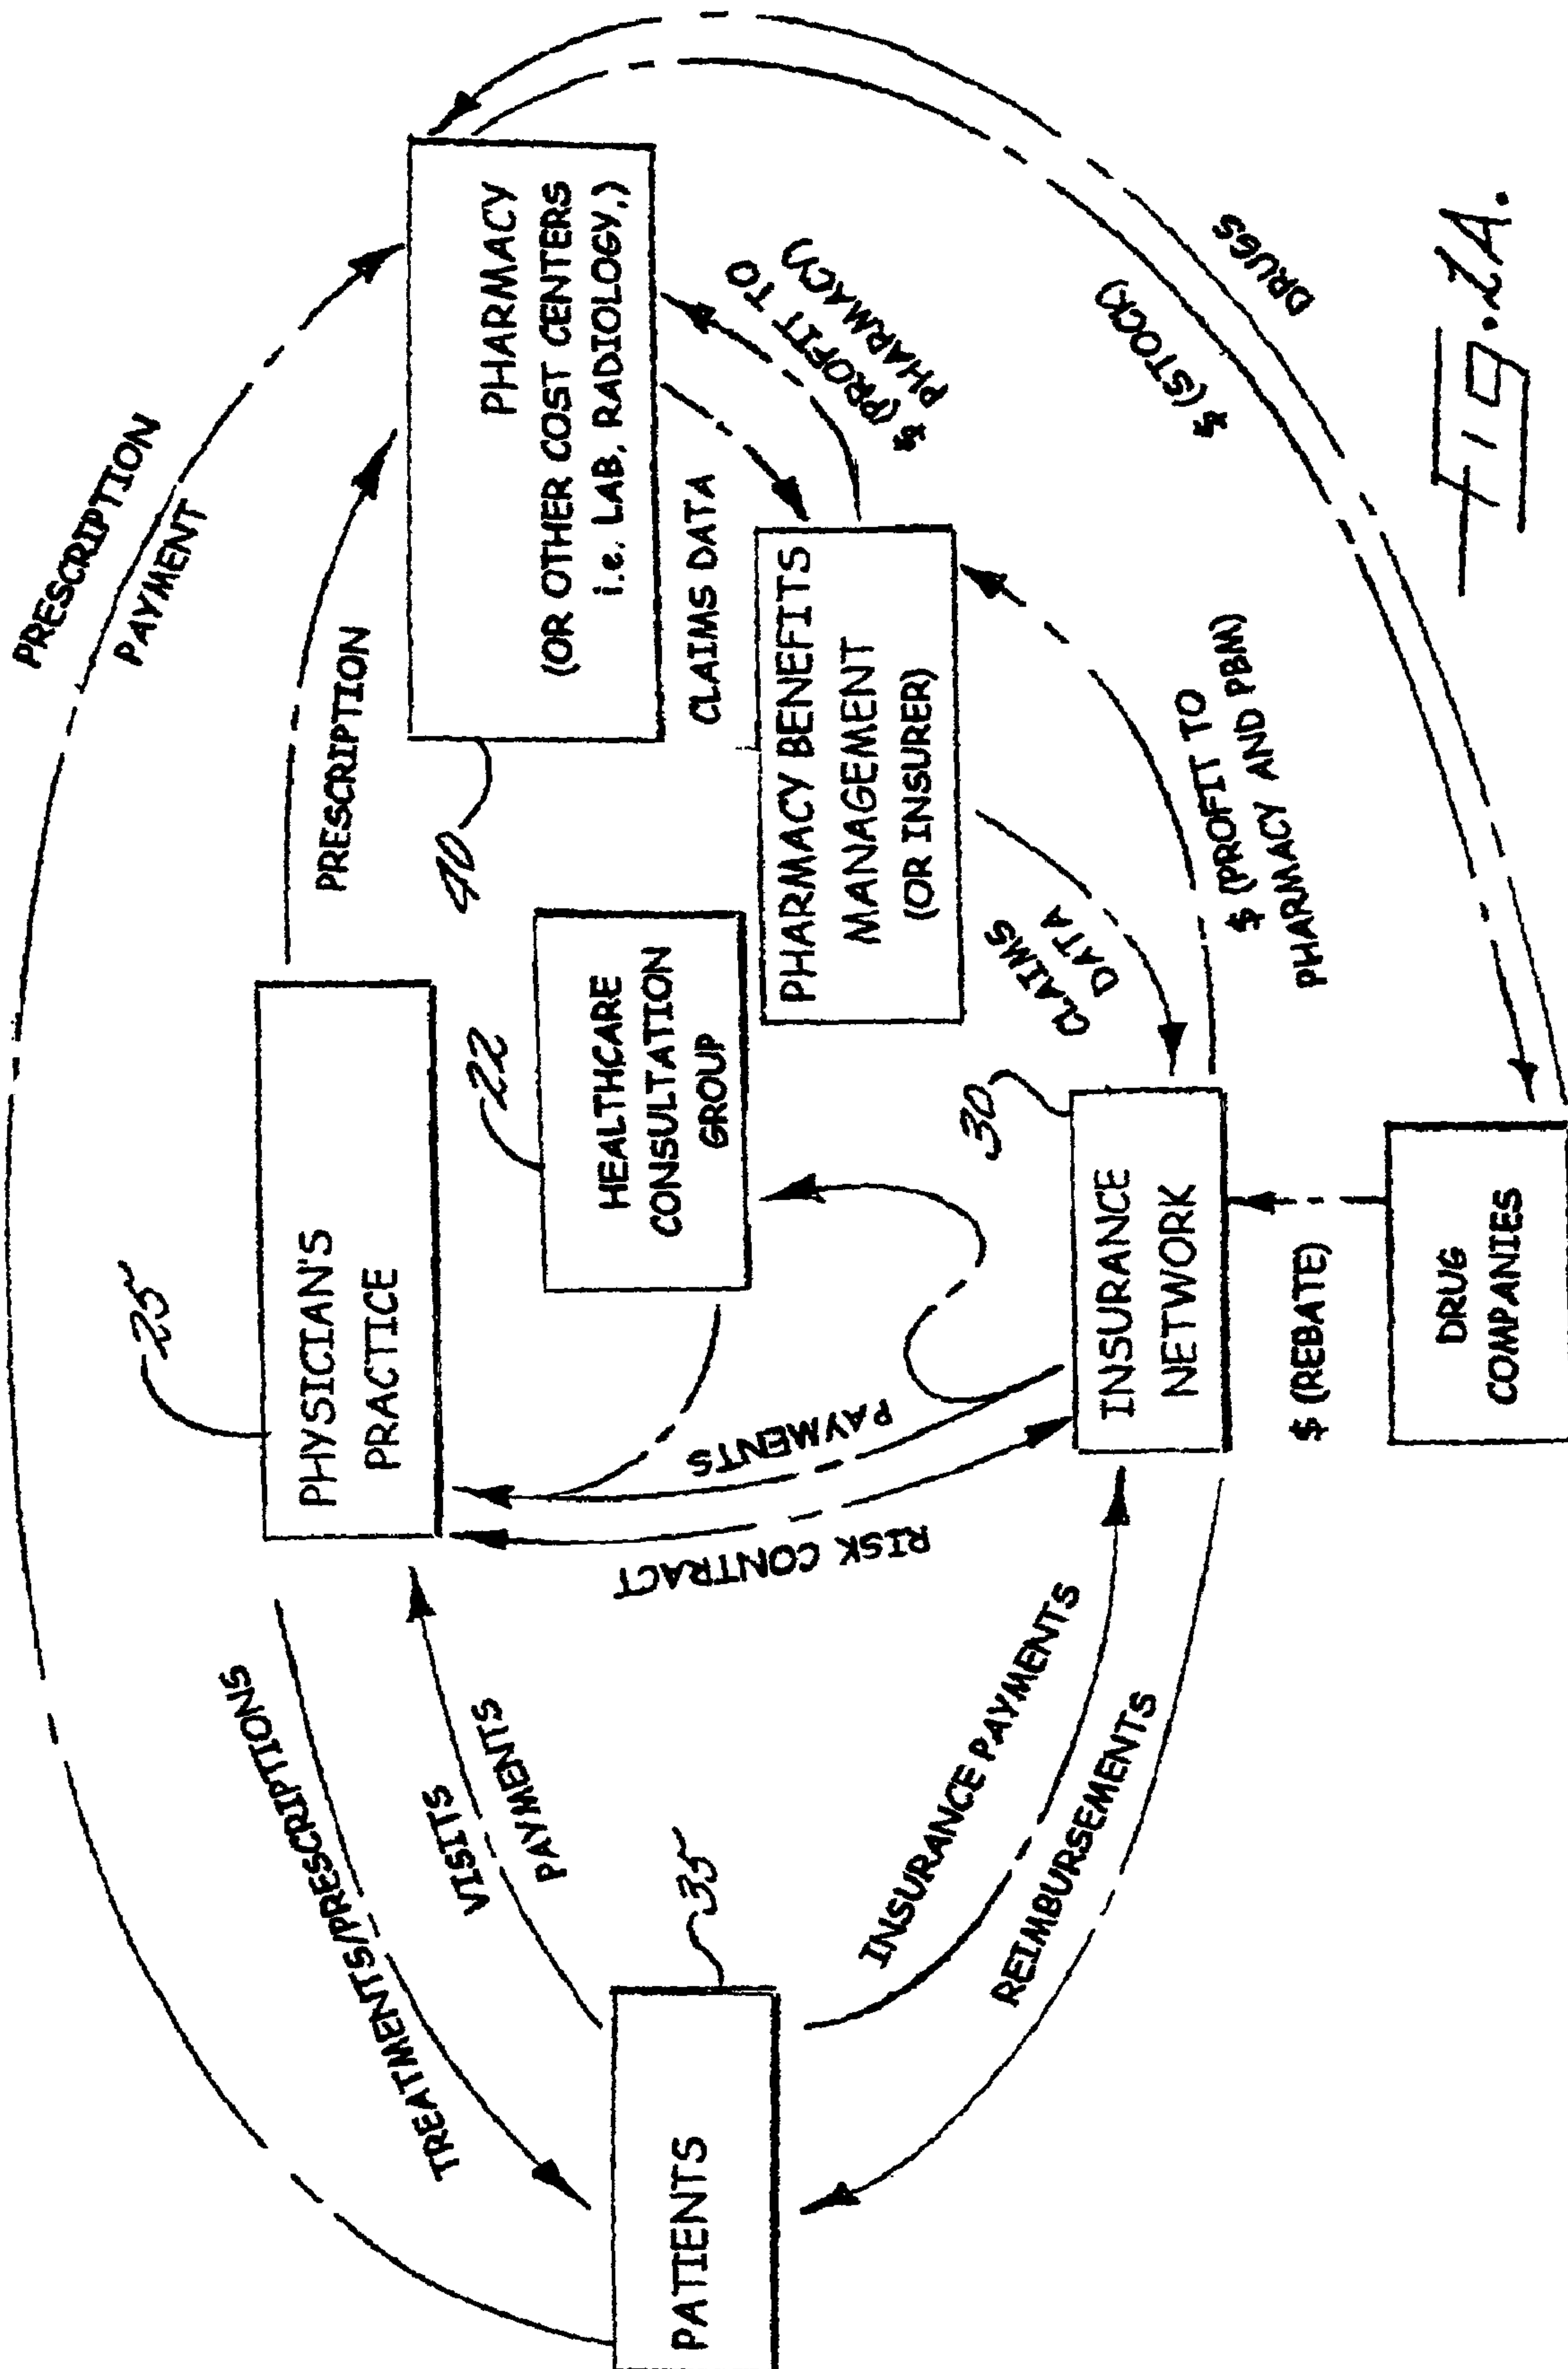 PRESCRIPTION
PAYMENT
PRESCRIPTION
25
PHYSICIAN'S
PRACTICE
TREATMENTS/PRESCRIPTIONS
VISITS
PAYMENTS
40
PHARMACY
(OR OTHER COST CENTERS
i.e. LAB, RADIOLOGY,)
22
HEALTHCARE
CONSULTATION
GROUP
CLAIMS DATA
$ (PROFIT TO
PHARMACY)
PHARMACY BENEFITS
MANAGEMENT
(OR INSURER)
35
PATIENTS
PAYMENTS
RISK CONTRACT
CLAIMS
DATA
30
INSURANCE
NETWORK
INSURANCE PAYMENTS
REIMBURSEMENTS
$ (PROFIT TO
PHARMACY AND PBM)
$ (STOCK)
DRUGS
$ (REBATE)
DRUG
COMPANIES